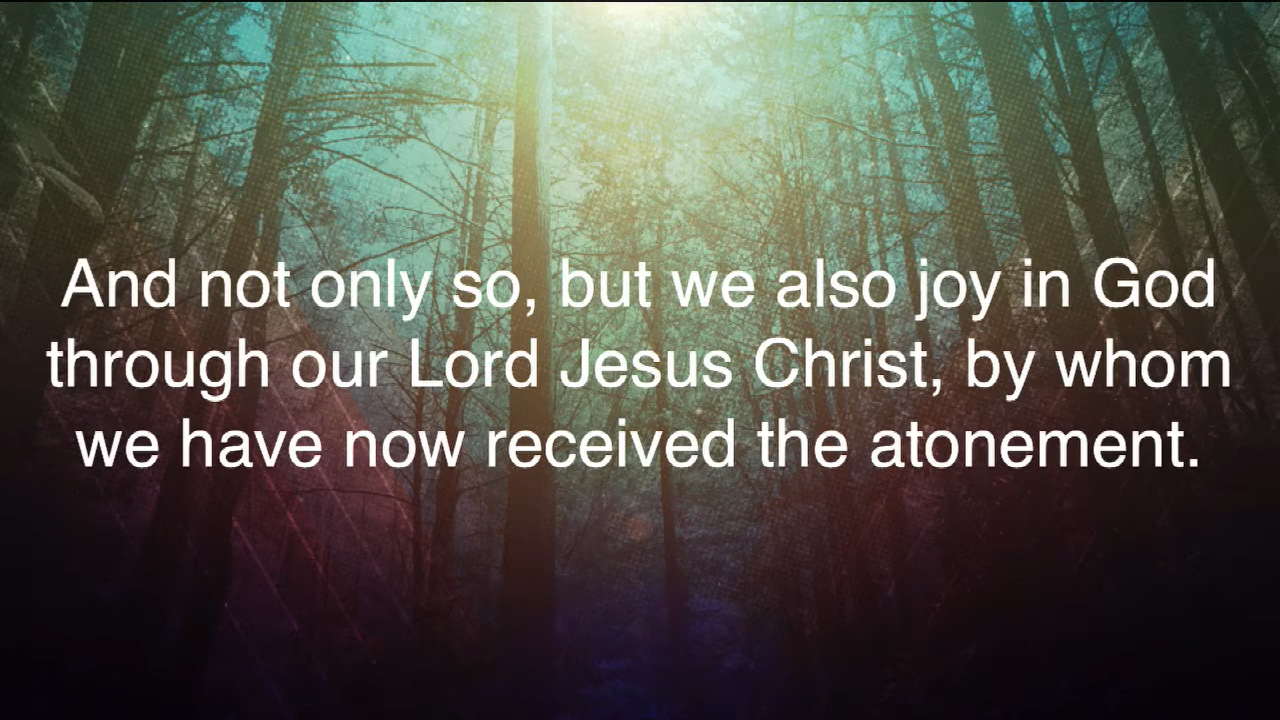 And not only so, but we also joy in God
through our Lord Jesus Christ, by whom
we have now received the atonement.